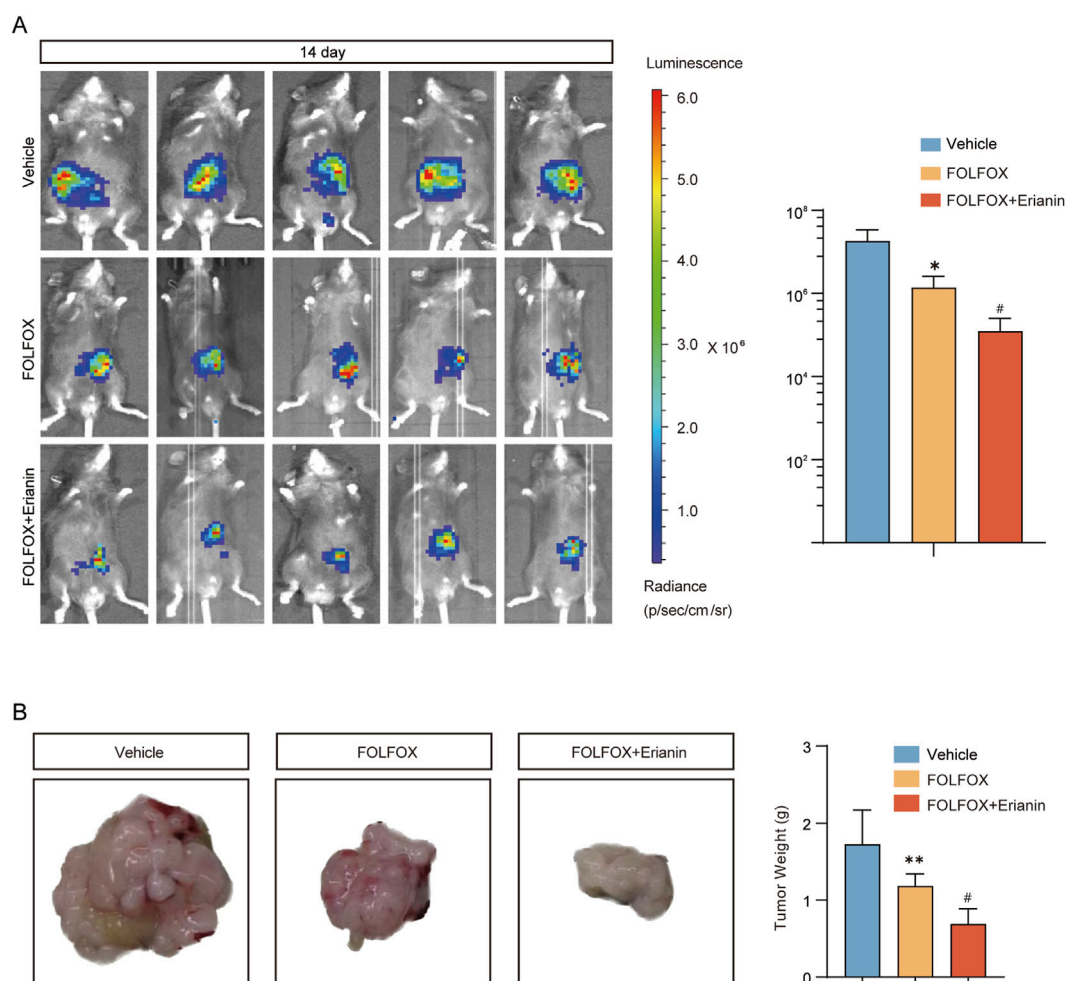 A
14 day
Vehicle
FOLFOX
FOLFOX+Erianin
Luminescence
6.0
5.0
4.0
3.0
X 10⁶
2.0
1.0
Radiance
(p/sec/cm/sr)
Vehicle
FOLFOX
FOLFOX+Erianin
10⁸
10⁶
10⁴
10²
*
#
B
Vehicle
FOLFOX
FOLFOX+Erianin
Tumor Weight (g)
3
2
1
0
Vehicle
FOLFOX
FOLFOX+Erianin
**
#